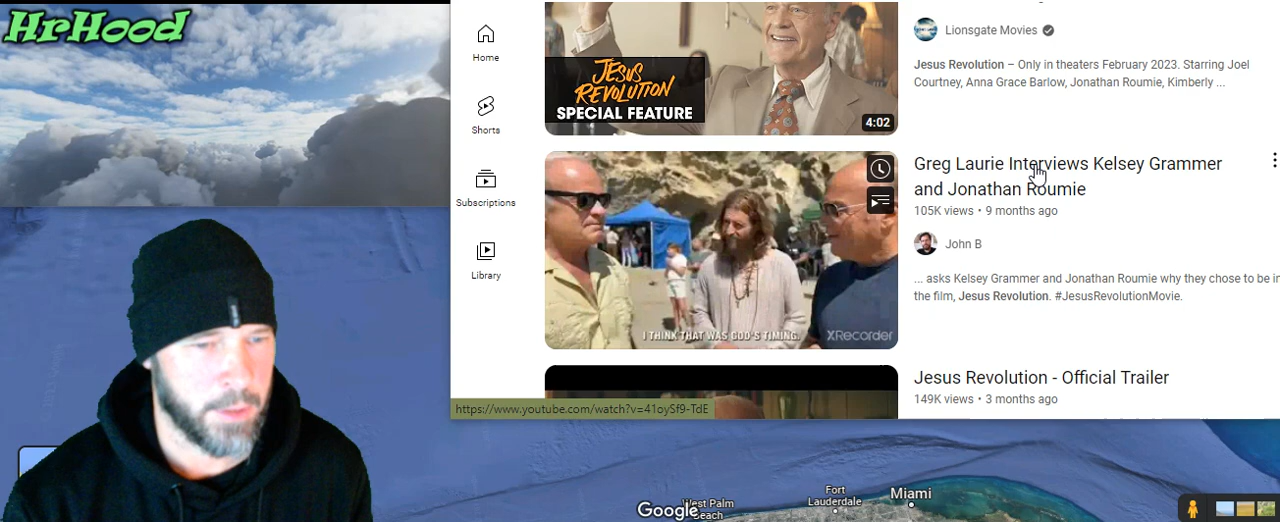 HrHood
Home
Shorts
Subscriptions
Library
JESUS
REVOLUTION
SPECIAL FEATURE
4:02
Lionsgate Movies
Jesus Revolution – Only in theaters February 2023. Starring Joel
Courtney, Anna Grace Barlow, Jonathan Roumie, Kimberly ...
I THINK THAT WAS GOD'S TIMING.
XRecorder
Greg Laurie Interviews Kelsey Grammer
and Jonathan Roumie
105K views • 9 months ago
John B
... asks Kelsey Grammer and Jonathan Roumie why they chose to be in
the film, Jesus Revolution. #JesusRevolutionMovie.
Jesus Revolution - Official Trailer
149K views • 3 months ago
https://www.youtube.com/watch?v=41oySf9-TdE
Google
West Palm
Beach
Fort
Lauderdale
Miami